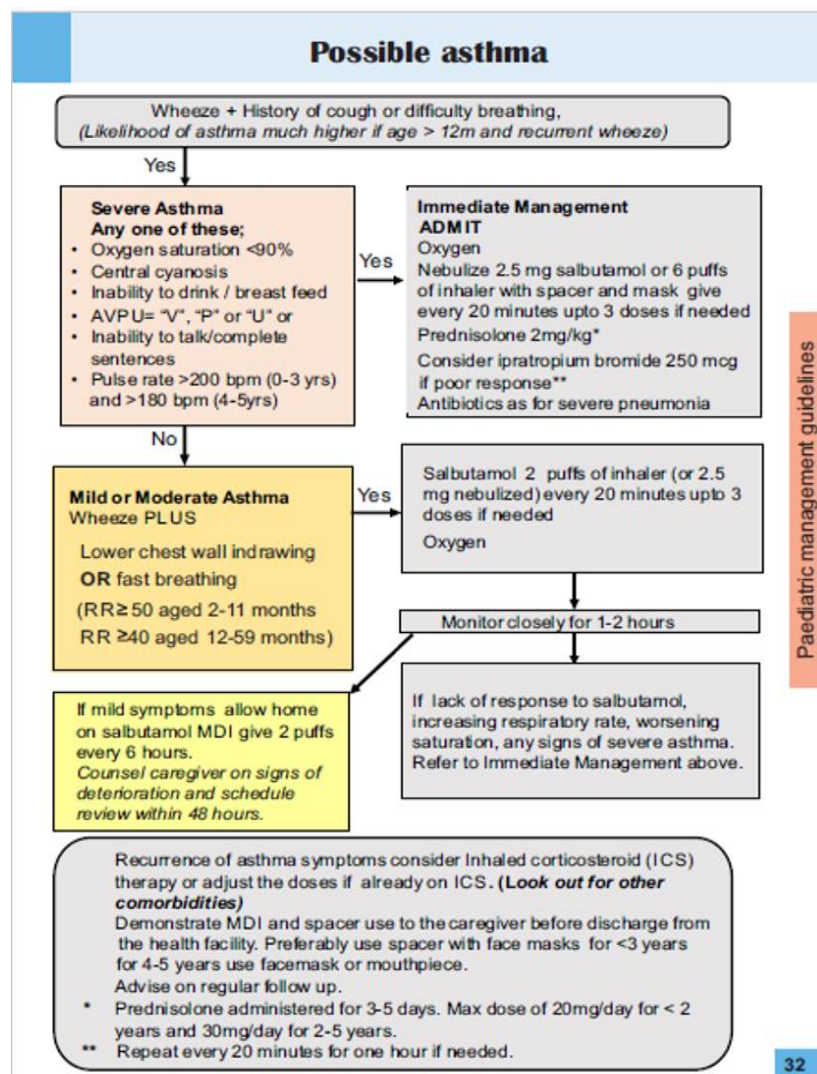 Possible asthma
Wheeze + History of cough or difficulty breathing,
(Likelihood of asthma much higher if age > 12m and recurrent wheeze)
Yes
Severe Asthma
Any one of these;
• Oxygen saturation <90%
• Central cyanosis
• Inability to drink / breast feed
• AVPU= “V”, “P” or “U” or
• Inability to talk/complete
sentences
• Pulse rate >200 bpm (0-3 yrs)
and >180 bpm (4-5yrs)
Yes
Immediate Management
ADMIT
Oxygen
Nebulize 2.5 mg salbutamol or 6 puffs
of inhaler with spacer and mask give
every 20 minutes upto 3 doses if needed
Prednisolone 2mg/kg*
Consider ipratropium bromide 250 mcg
if poor response**
Antibiotics as for severe pneumonia
No
Mild or Moderate Asthma
Wheeze PLUS
Lower chest wall indrawing
OR fast breathing
(RR≥ 50 aged 2-11 months
RR ≥40 aged 12-59 months)
Yes
Salbutamol 2 puffs of inhaler (or 2.5
mg nebulized) every 20 minutes upto 3
doses if needed
Oxygen
Monitor closely for 1-2 hours
If mild symptoms allow home
on salbutamol MDI give 2 puffs
every 6 hours.
Counsel caregiver on signs of
deterioration and schedule
review within 48 hours.
If lack of response to salbutamol,
increasing respiratory rate, worsening
saturation, any signs of severe asthma.
Refer to Immediate Management above.
Recurrence of asthma symptoms consider Inhaled corticosteroid (ICS)
therapy or adjust the doses if already on ICS. (Look out for other
comorbidities)
Demonstrate MDI and spacer use to the caregiver before discharge from
the health facility. Preferably use spacer with face masks for <3 years
for 4-5 years use facemask or mouthpiece.
Advise on regular follow up.
* Prednisolone administered for 3-5 days. Max dose of 20mg/day for < 2
years and 30mg/day for 2-5 years.
** Repeat every 20 minutes for one hour if needed.
Paediatric management guidelines
32